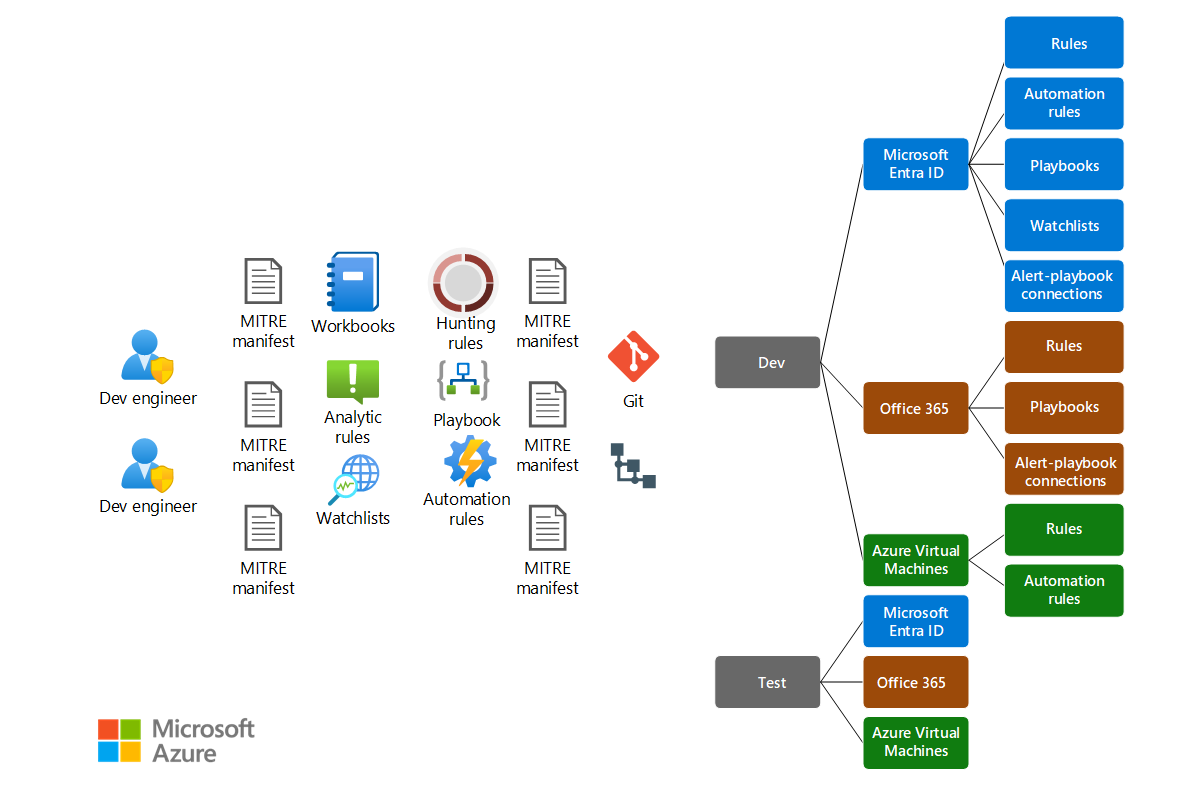 Dev engineer
Dev engineer
MITRE
manifest
MITRE
manifest
MITRE
manifest
Workbooks
Analytic
rules
Watchlists
Hunting
rules
Playbook
Automation
rules
MITRE
manifest
MITRE
manifest
MITRE
manifest
Git
Dev
Microsoft
Entra ID
Rules
Automation
rules
Playbooks
Watchlists
Alert-playbook
connections
Office 365
Rules
Playbooks
Alert-playbook
connections
Azure Virtual
Machines
Rules
Automation
rules
Test
Microsoft
Entra ID
Office 365
Azure Virtual
Machines
Microsoft
Azure